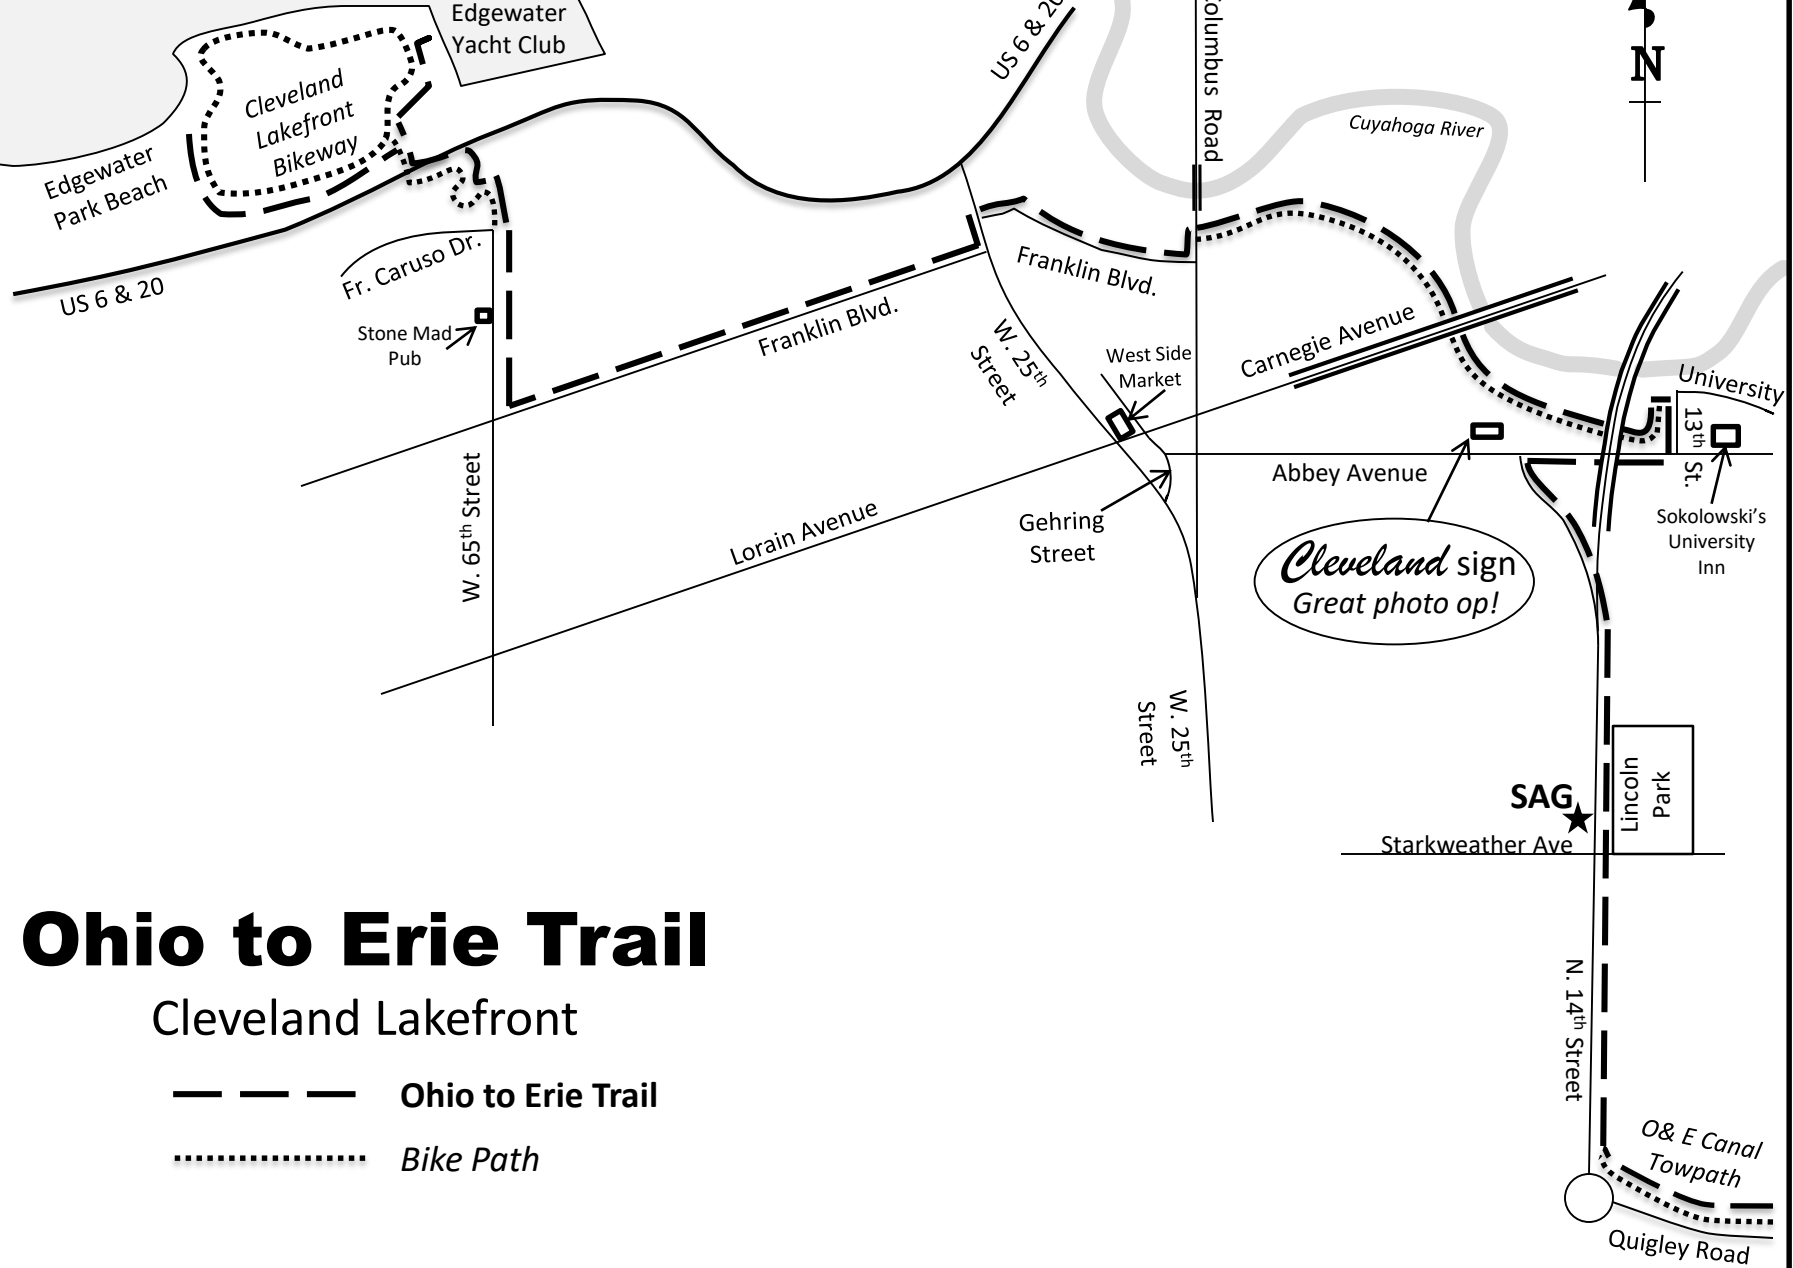 Edgewater
Yacht Club
US 6 & 20
Columbus Road
N
Cleveland
Lakefront
Bikeway
Cuyahoga River
Edgewater
Park Beach
US 6 & 20
Fr. Caruso Dr.
Stone Mad
Pub
Franklin Blvd.
Franklin Blvd.
W. 25th
Street
West Side
Market
Carnegie Avenue
University
13th St.
Abbey Avenue
W. 65th Street
Lorain Avenue
Gehring
Street
Cleveland sign
Great photo op!
Sokolowski’s
University
Inn
W. 25th
Street
SAG
Lincoln
Park
Starkweather Ave
Ohio to Erie Trail
Cleveland Lakefront
Ohio to Erie Trail
Bike Path
N. 14th Street
O& E Canal
Towpath
Quigley Road